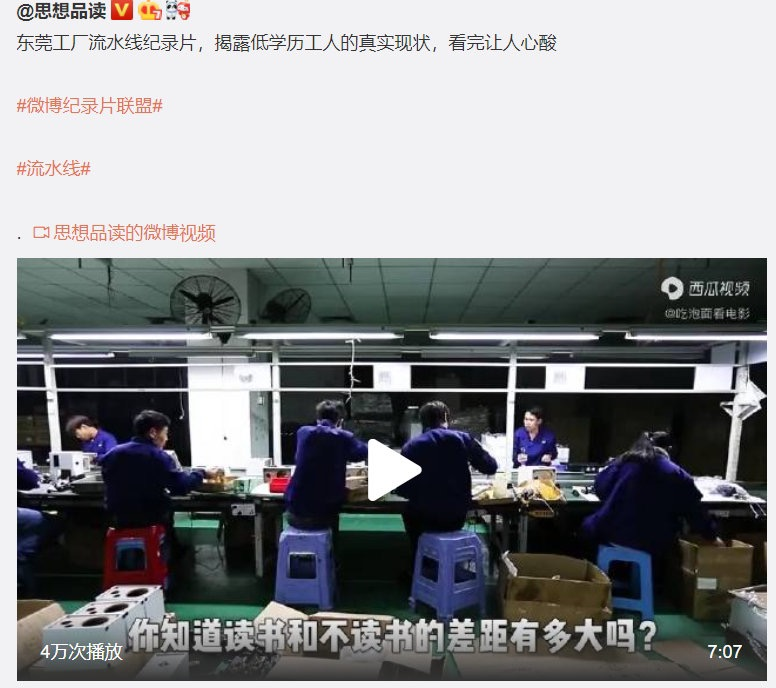 @思想品读
东莞工厂流水线纪录片，揭露低学历工人的真实现状，看完让人心酸
#微博纪录片联盟#
#流水线#
. 思想品读的微博视频
西瓜视频
@吃泡面看电影
你知道读书和不读书的差距有多大吗？
4万次播放
7:07